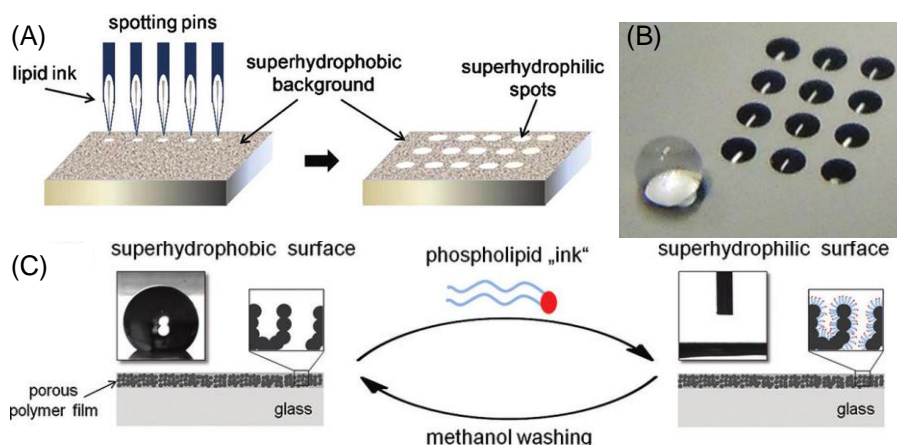 (A)
spotting pins
lipid ink
superhydrophobic
background
superhydrophilic
spots
(B)
(C)
superhydrophobic surface
porous
polymer film
glass
phospholipid „ink“
methanol washing
superhydrophilic surface
glass